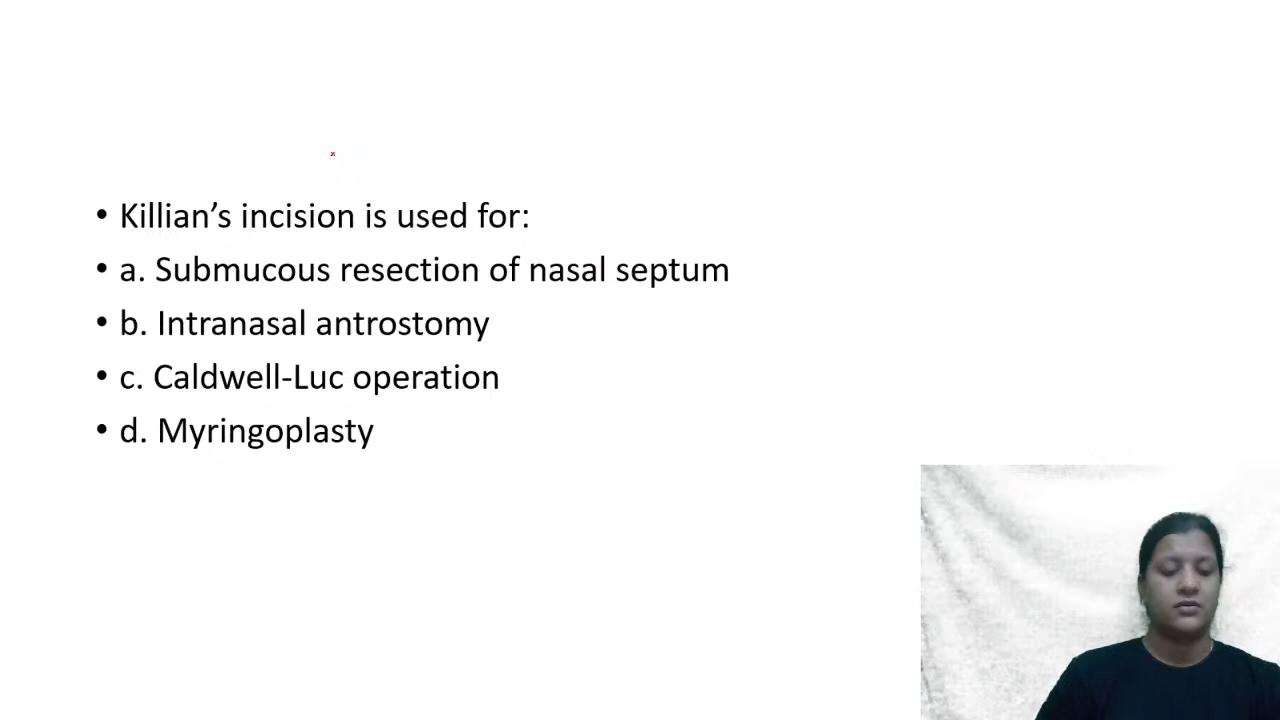 • Killian’s incision is used for:
• a. Submucous resection of nasal septum
• b. Intranasal antrostomy
• c. Caldwell-Luc operation
• d. Myringoplasty